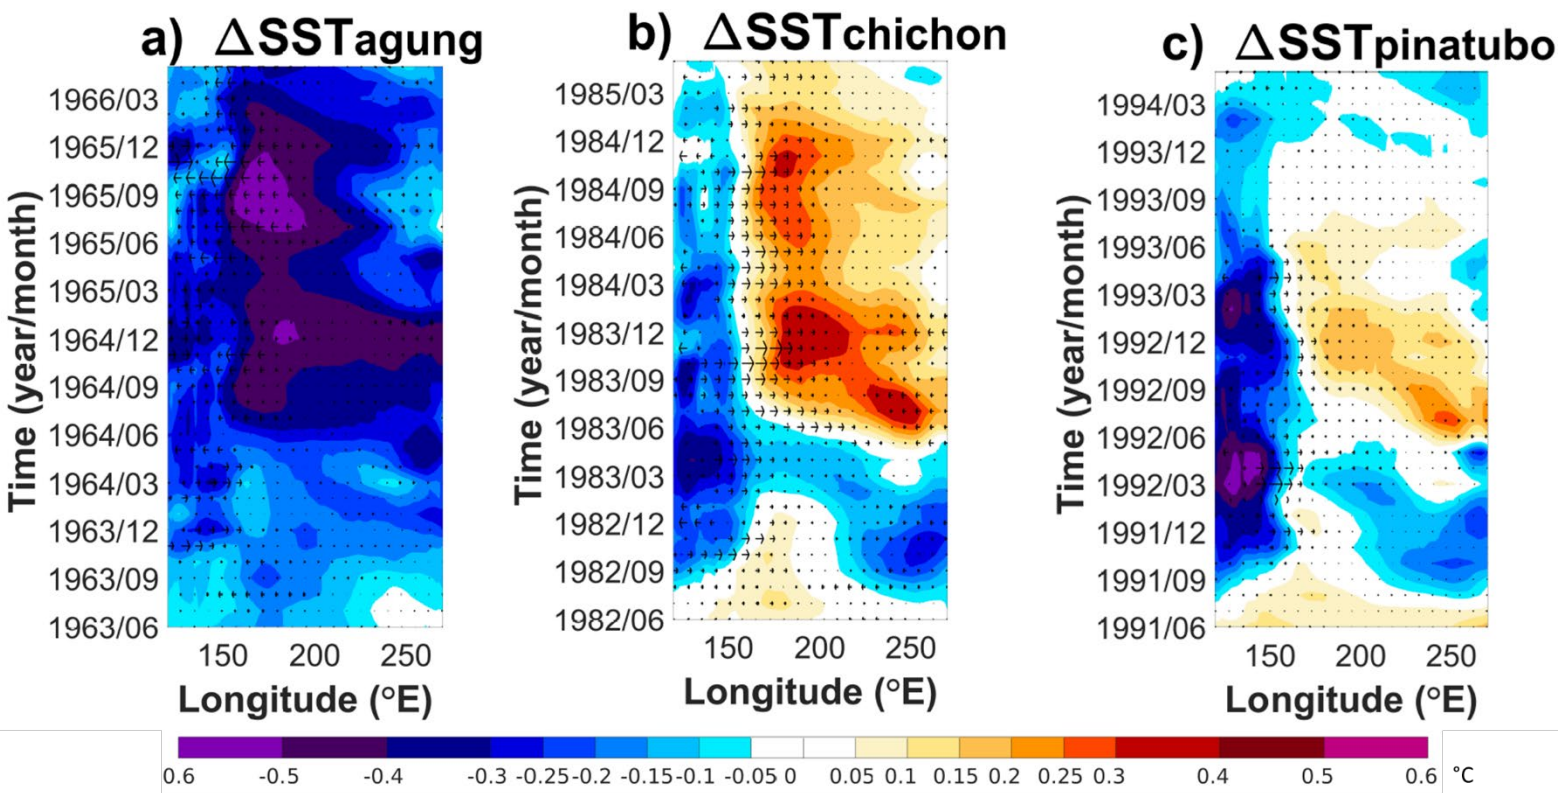 a) ΔSSTagung
1966/03
1965/12
1965/09
1965/06
1965/03
1964/12
1964/09
1964/06
1964/03
1963/12
1963/09
1963/06
Time (year/month)
150 200 250
Longitude (°E)
b) ΔSSTchichon
1985/03
1984/12
1984/09
1984/06
1984/03
1983/12
1983/09
1983/06
1983/03
1982/12
1982/09
1982/06
Time (year/month)
150 200 250
Longitude (°E)
c) ΔSSTpinatubo
1994/03
1993/12
1993/09
1993/06
1993/03
1992/12
1992/09
1992/06
1992/03
1991/12
1991/09
1991/06
Time (year/month)
150 200 250
Longitude (°E)
0.6 -0.5 -0.4 -0.3 -0.25 -0.2 -0.15 -0.1 -0.05 0 0.05 0.1 0.15 0.2 0.25 0.3 0.4 0.5 0.6 °C